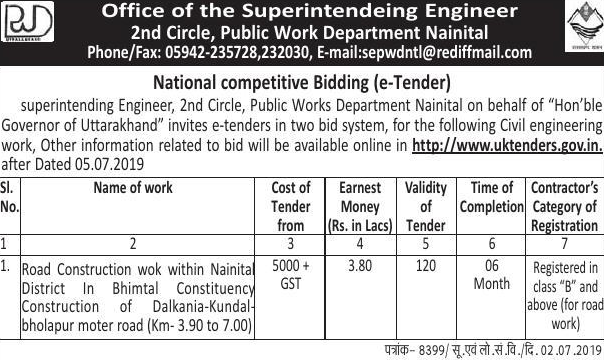 Office of the Superintendeing Engineer
2nd Circle, Public Work Department Nainital
Phone/Fax: 05942-235728,232030, E-mail:sepwdntl@rediffmail.com
National competitive Bidding (e-Tender)
superintending Engineer, 2nd Circle, Public Works Department Nainital on behalf of “Hon'ble
Governor of Uttarakhand” invites e-tenders in two bid system, for the following Civil engineering
work, Other information related to bid will be available online in http://www.uktenders.gov.in.
after Dated 05.07.2019
Sl. No. Name of work Cost of Tender from Earnest Money (Rs. in Lacs) Validity of Tender Time of Completion Contractor's Category of Registration
1 2 3 4 5 6 7
1. Road Construction wok within Nainital District In Bhimtal Constituency Construction of Dalkania-Kundal-bholapur moter road (Km- 3.90 to 7.00) 5000 + GST 3.80 120 06 Month Registered in class “B” and above (for road work)
पत्रांक- 8399/ सू.एवं लो.सं.वि./दि. 02.07.2019